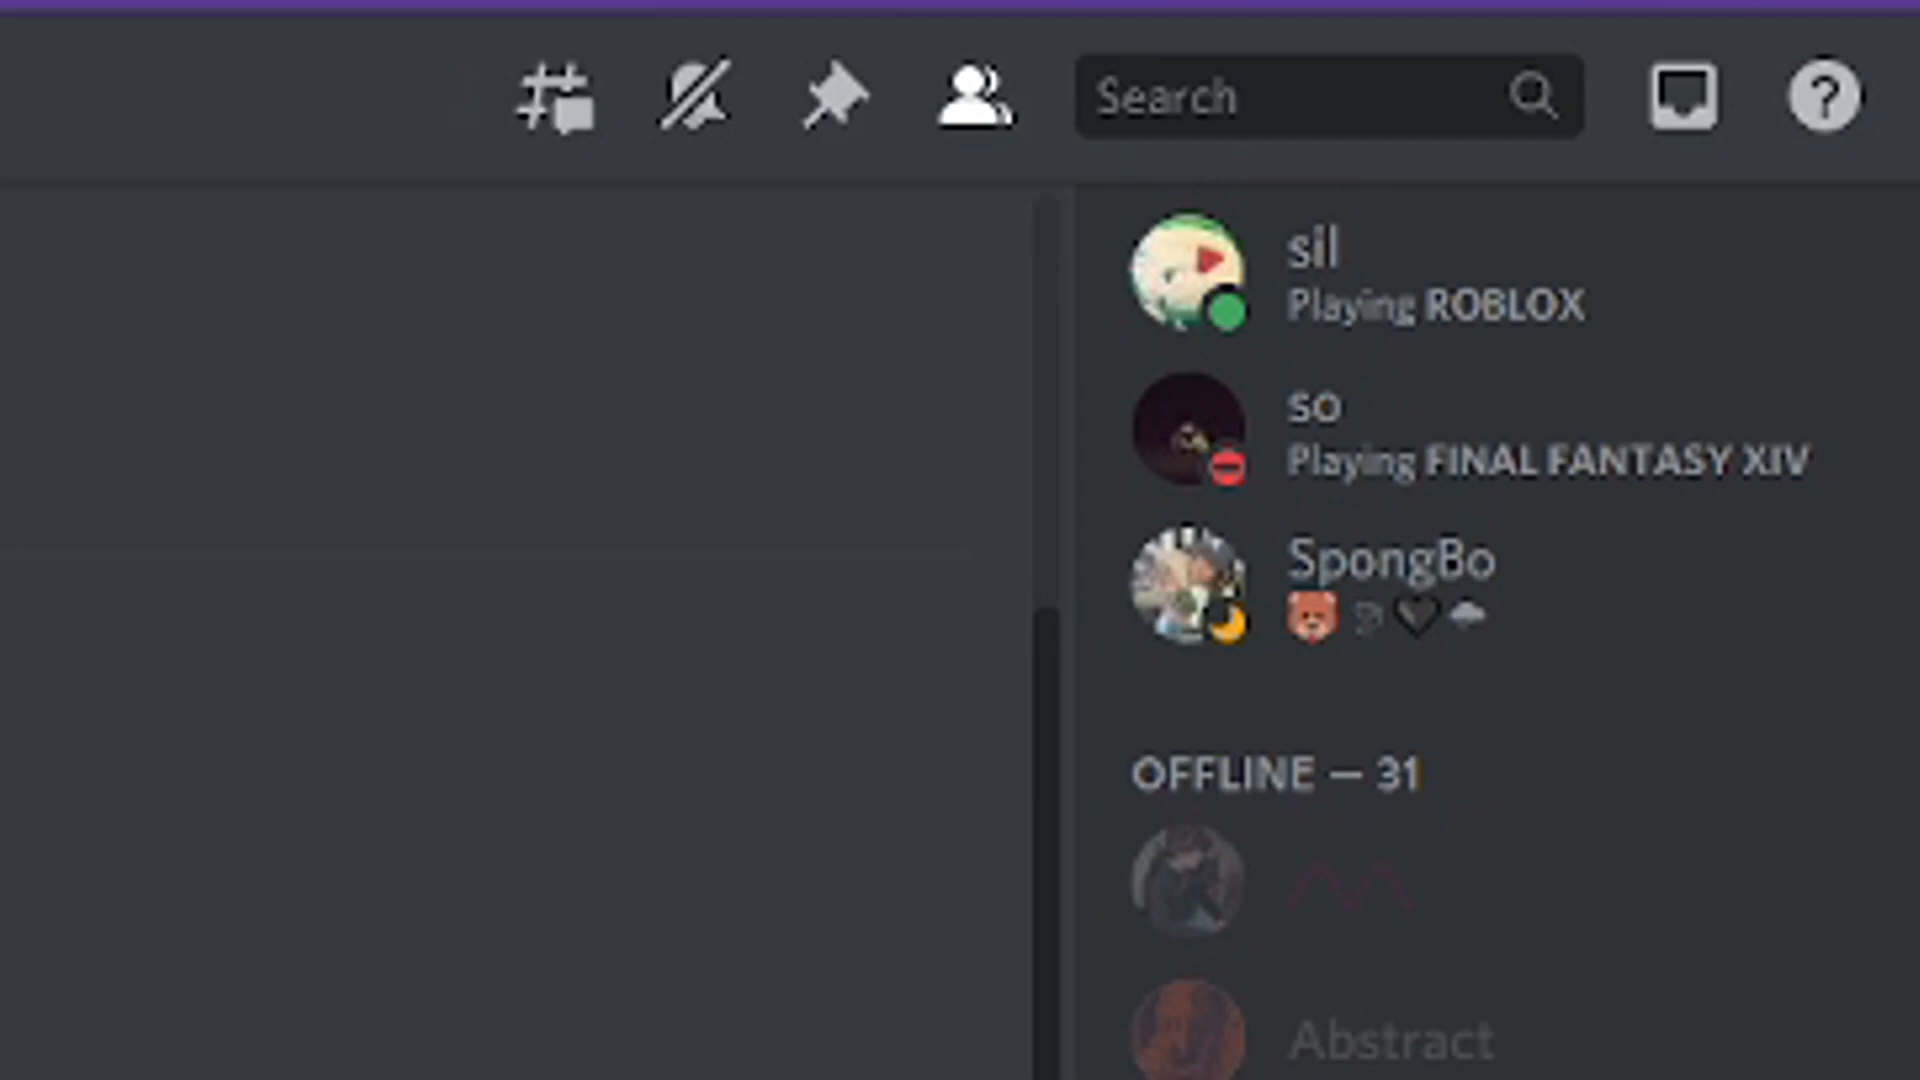 Search
sil
Playing ROBLOX
so
Playing FINAL FANTASY XIV
SpongBo
OFFLINE — 31
Abstract